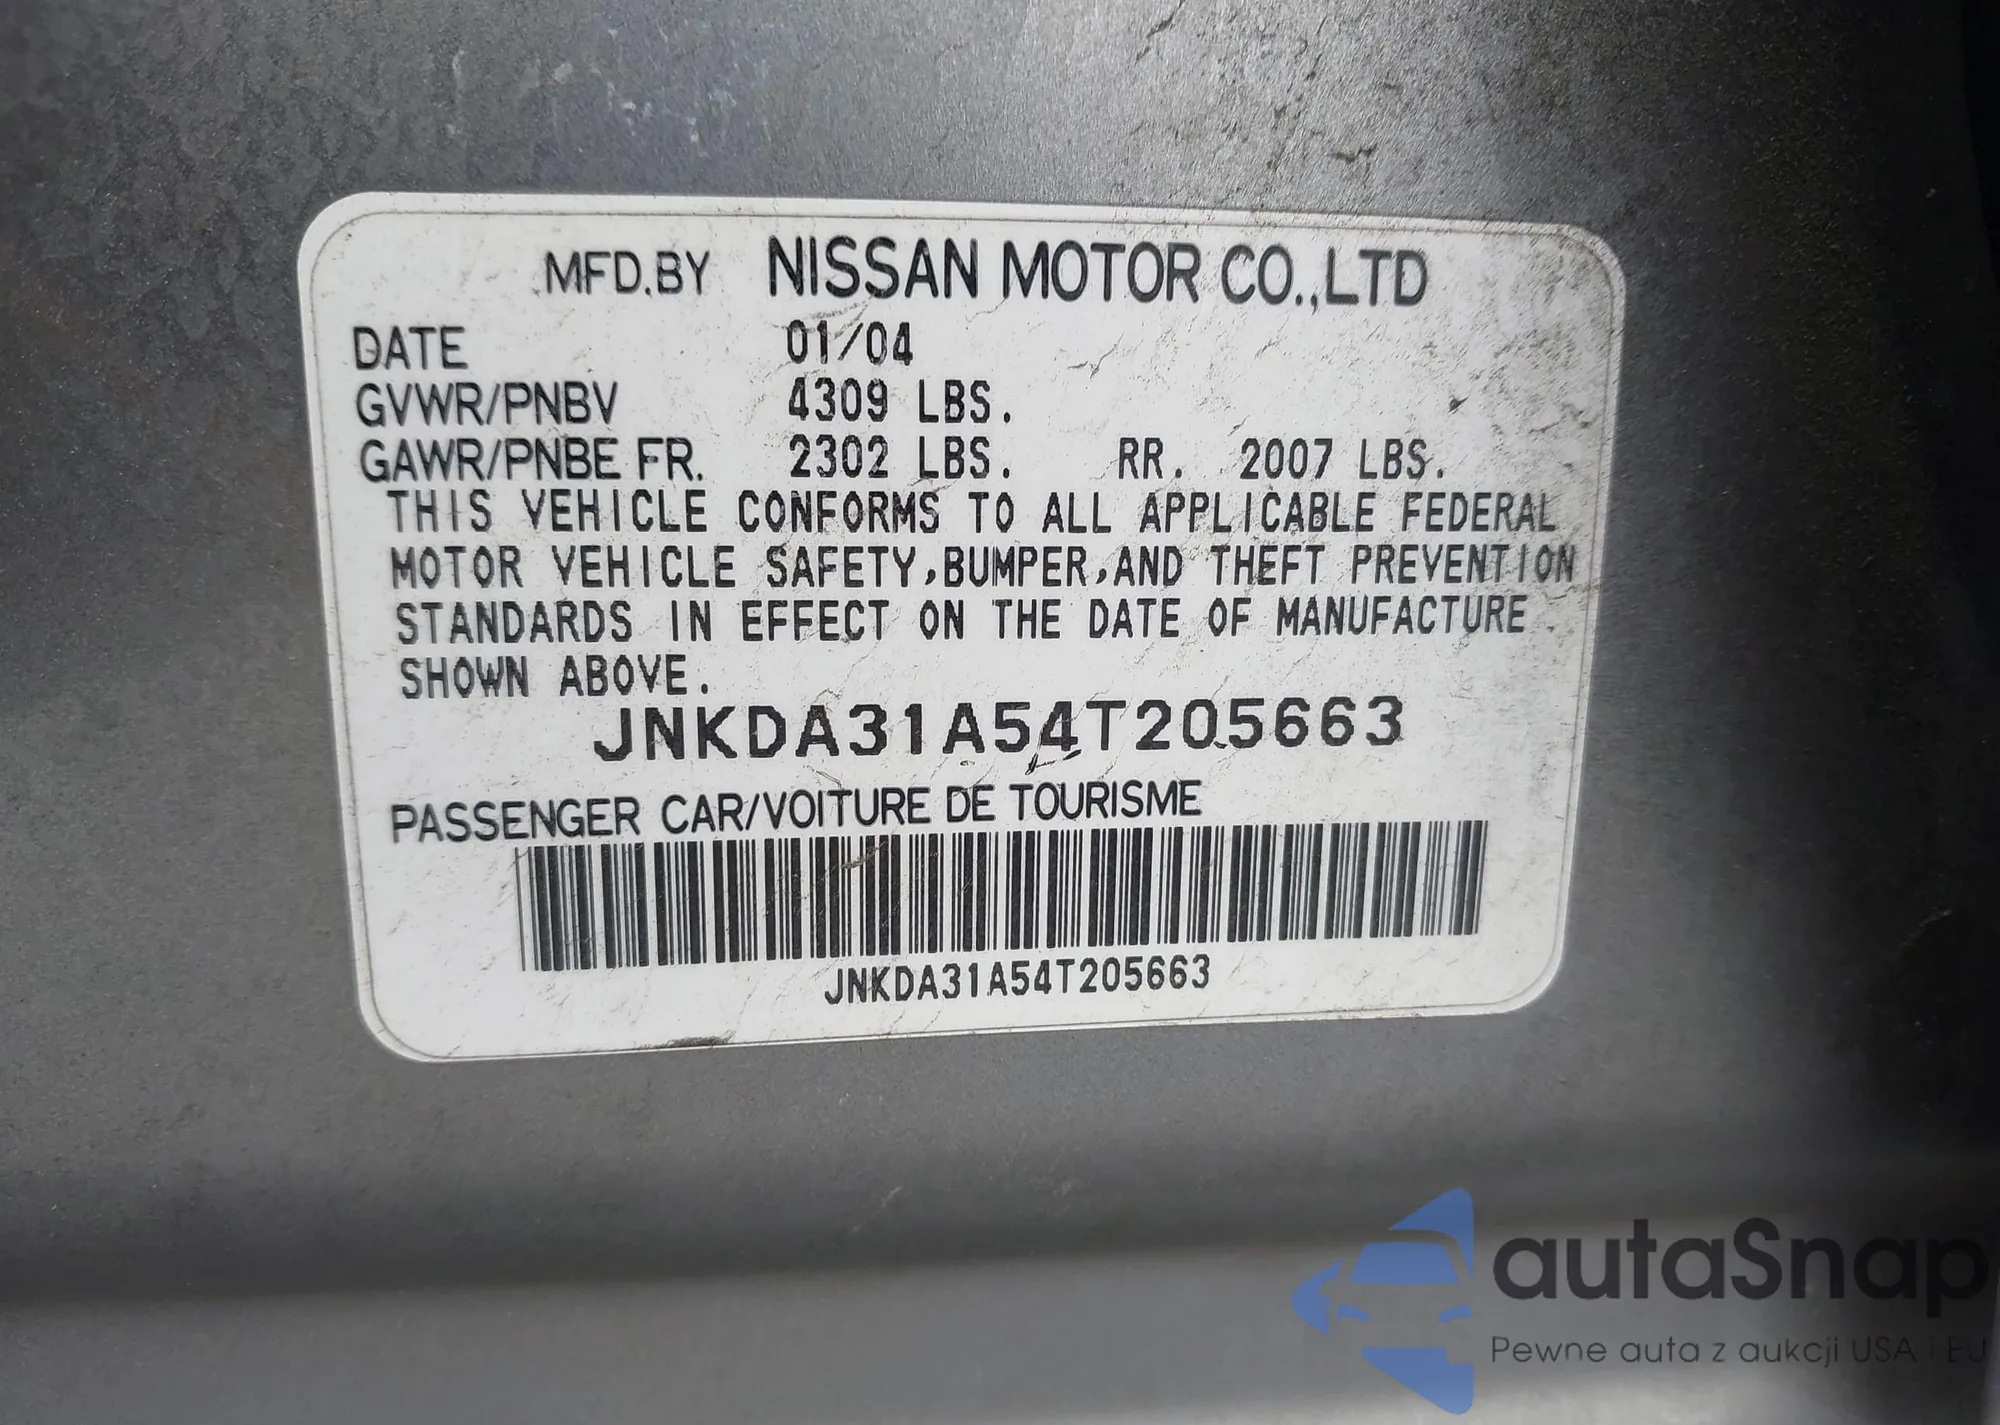 MFD.BY NISSAN MOTOR CO.,LTD
DATE 01/04
GVWR/PNBV 4309 LBS.
GAWR/PNBE FR. 2302 LBS. RR. 2007 LBS.
THIS VEHICLE CONFORMS TO ALL APPLICABLE FEDERAL
MOTOR VEHICLE SAFETY,BUMPER,AND THEFT PREVENTION
STANDARDS IN EFFECT ON THE DATE OF MANUFACTURE
SHOWN ABOVE.
JNKDA31A54T205663
PASSENGER CAR/VOITURE DE TOURISME
JNKDA31A54T205663
autaSnap
Pewne auta z aukcji USA i EU